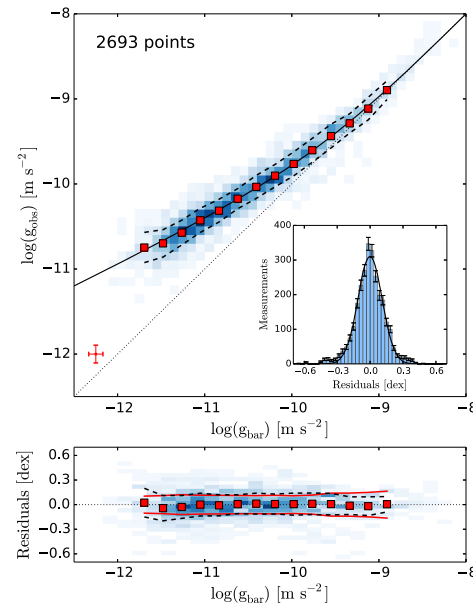 2693 points
log(g_obs) [m s⁻²]
−8
−9
−10
−11
−12
Measurements
400
300
200
100
0
−0.6 −0.3 0.0 0.3 0.6
Residuals [dex]
−12 −11 −10 −9 −8
log(g_bar) [m s⁻²]
Residuals [dex]
0.6
0.3
0.0
−0.3
−0.6
−12 −11 −10 −9 −8
log(g_bar) [m s⁻²]